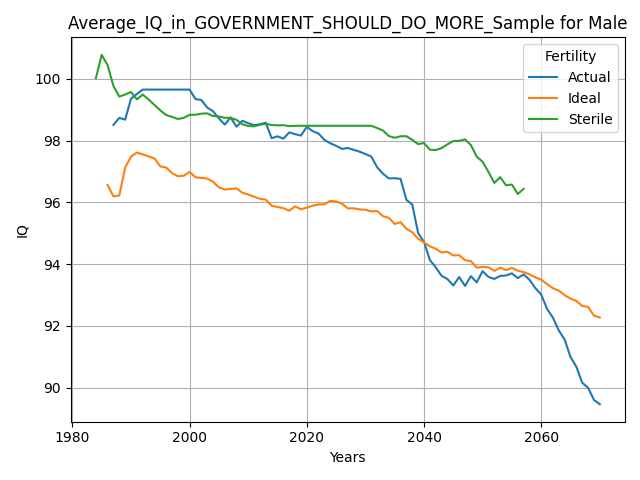 Average_IQ_in_GOVERNMENT_SHOULD_DO_MORE_Sample for Male
Fertility
Actual
Ideal
Sterile
100
98
96
94
92
90
IQ
1980
2000
2020
2040
2060
Years